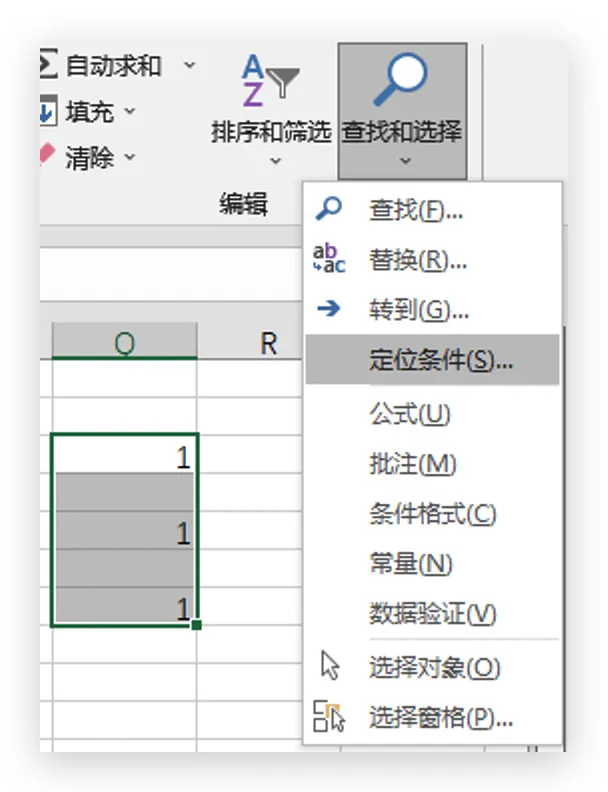 自动求和
填充
清除
排序和筛选
查找和选择
编辑
查找(F)...
替换(R)...
转到(G)...
定位条件(S)...
公式(U)
批注(M)
条件格式(C)
常量(N)
数据验证(V)
选择对象(O)
选择窗格(P)...
Q R
1
1
1